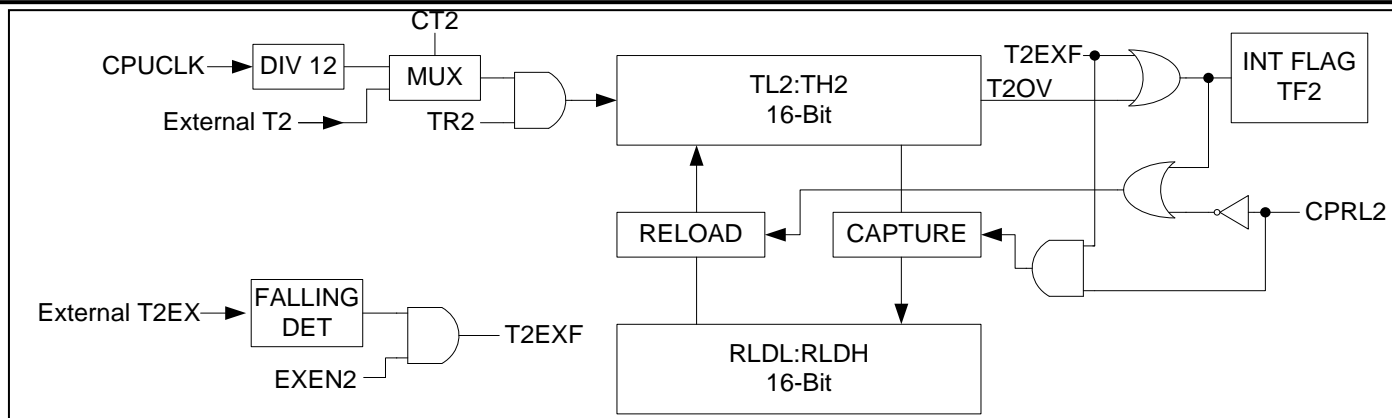 CT2
CPUCLK
DIV 12
MUX
External T2
TR2
TL2:TH2
16-Bit
T2EXF
T2OV
INT FLAG
TF2
RELOAD
CAPTURE
CPRL2
External T2EX
FALLING
DET
EXEN2
T2EXF
RLDL:RLDH
16-Bit